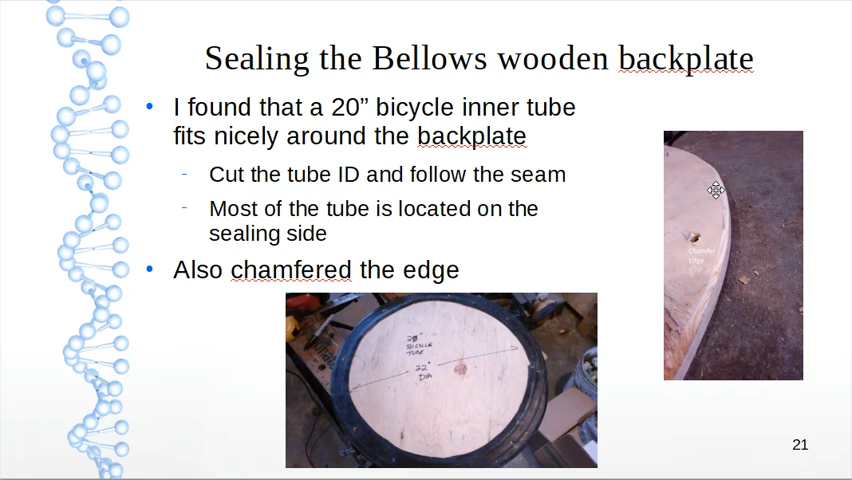 Sealing the Bellows wooden backplate
I found that a 20” bicycle inner tube
fits nicely around the backplate
Cut the tube ID and follow the seam
Most of the tube is located on the
sealing side
Also chamfered the edge
Chamfer
Edge
BICYCLE
TUBE
22"
DIA
21